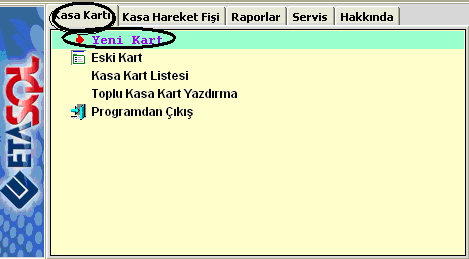 Kasa Kartı Kasa Hareket Fişi Raporlar Servis Hakkında
Yeni Kart
Eski Kart
Kasa Kart Listesi
Toplu Kasa Kart Yazdırma
Programdan Çıkış
ETASQL